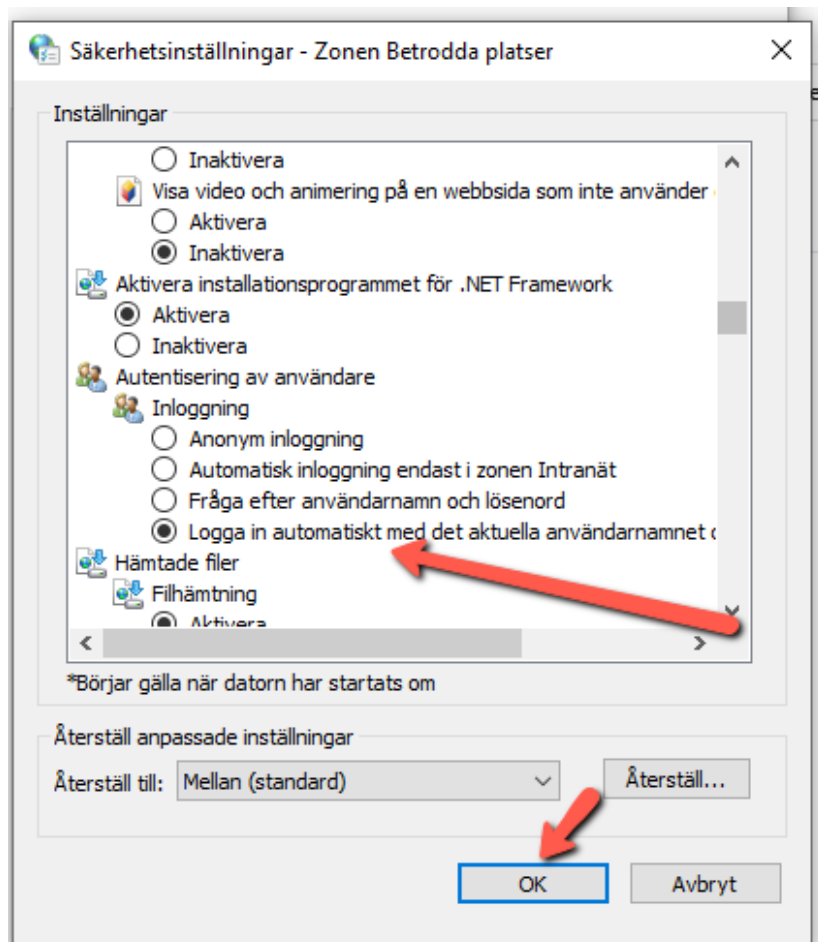 Säkerhetsinställningar - Zonen Betrodda platser
Inställningar
Inaktivera
Visa video och animering på en webbsida som inte använder
Aktivera
Inaktivera
Aktivera installationsprogrammet för .NET Framework
Aktivera
Inaktivera
Autentisering av användare
Inloggning
Anonym inloggning
Automatisk inloggning endast i zonen Intranät
Fråga efter användarnamn och lösenord
Logga in automatiskt med det aktuella användarnamnet
Hämtade filer
Filhämtning
Aktivera
*Börjar gälla när datorn har startats om
Återställ anpassade inställningar
Återställ till: Mellan (standard) Återställ...
OK Avbryt